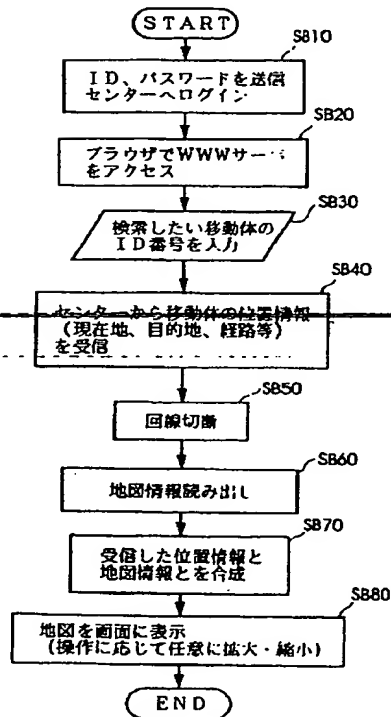 START
SB10
ID、パスワードを送信
センターへログイン
SB20
ブラウザでWWWサーバ
をアクセス
SB30
検索したい移動体の
ID番号を入力
SB40
センターから移動体の位置情報
(現在地、目的地、経路等)
を受信
SB50
回線切断
SB60
地図情報読み出し
SB70
受信した位置情報と
地図情報とを合成
SB80
地図を画面に表示
(操作に応じて任意に拡大・縮小)
END